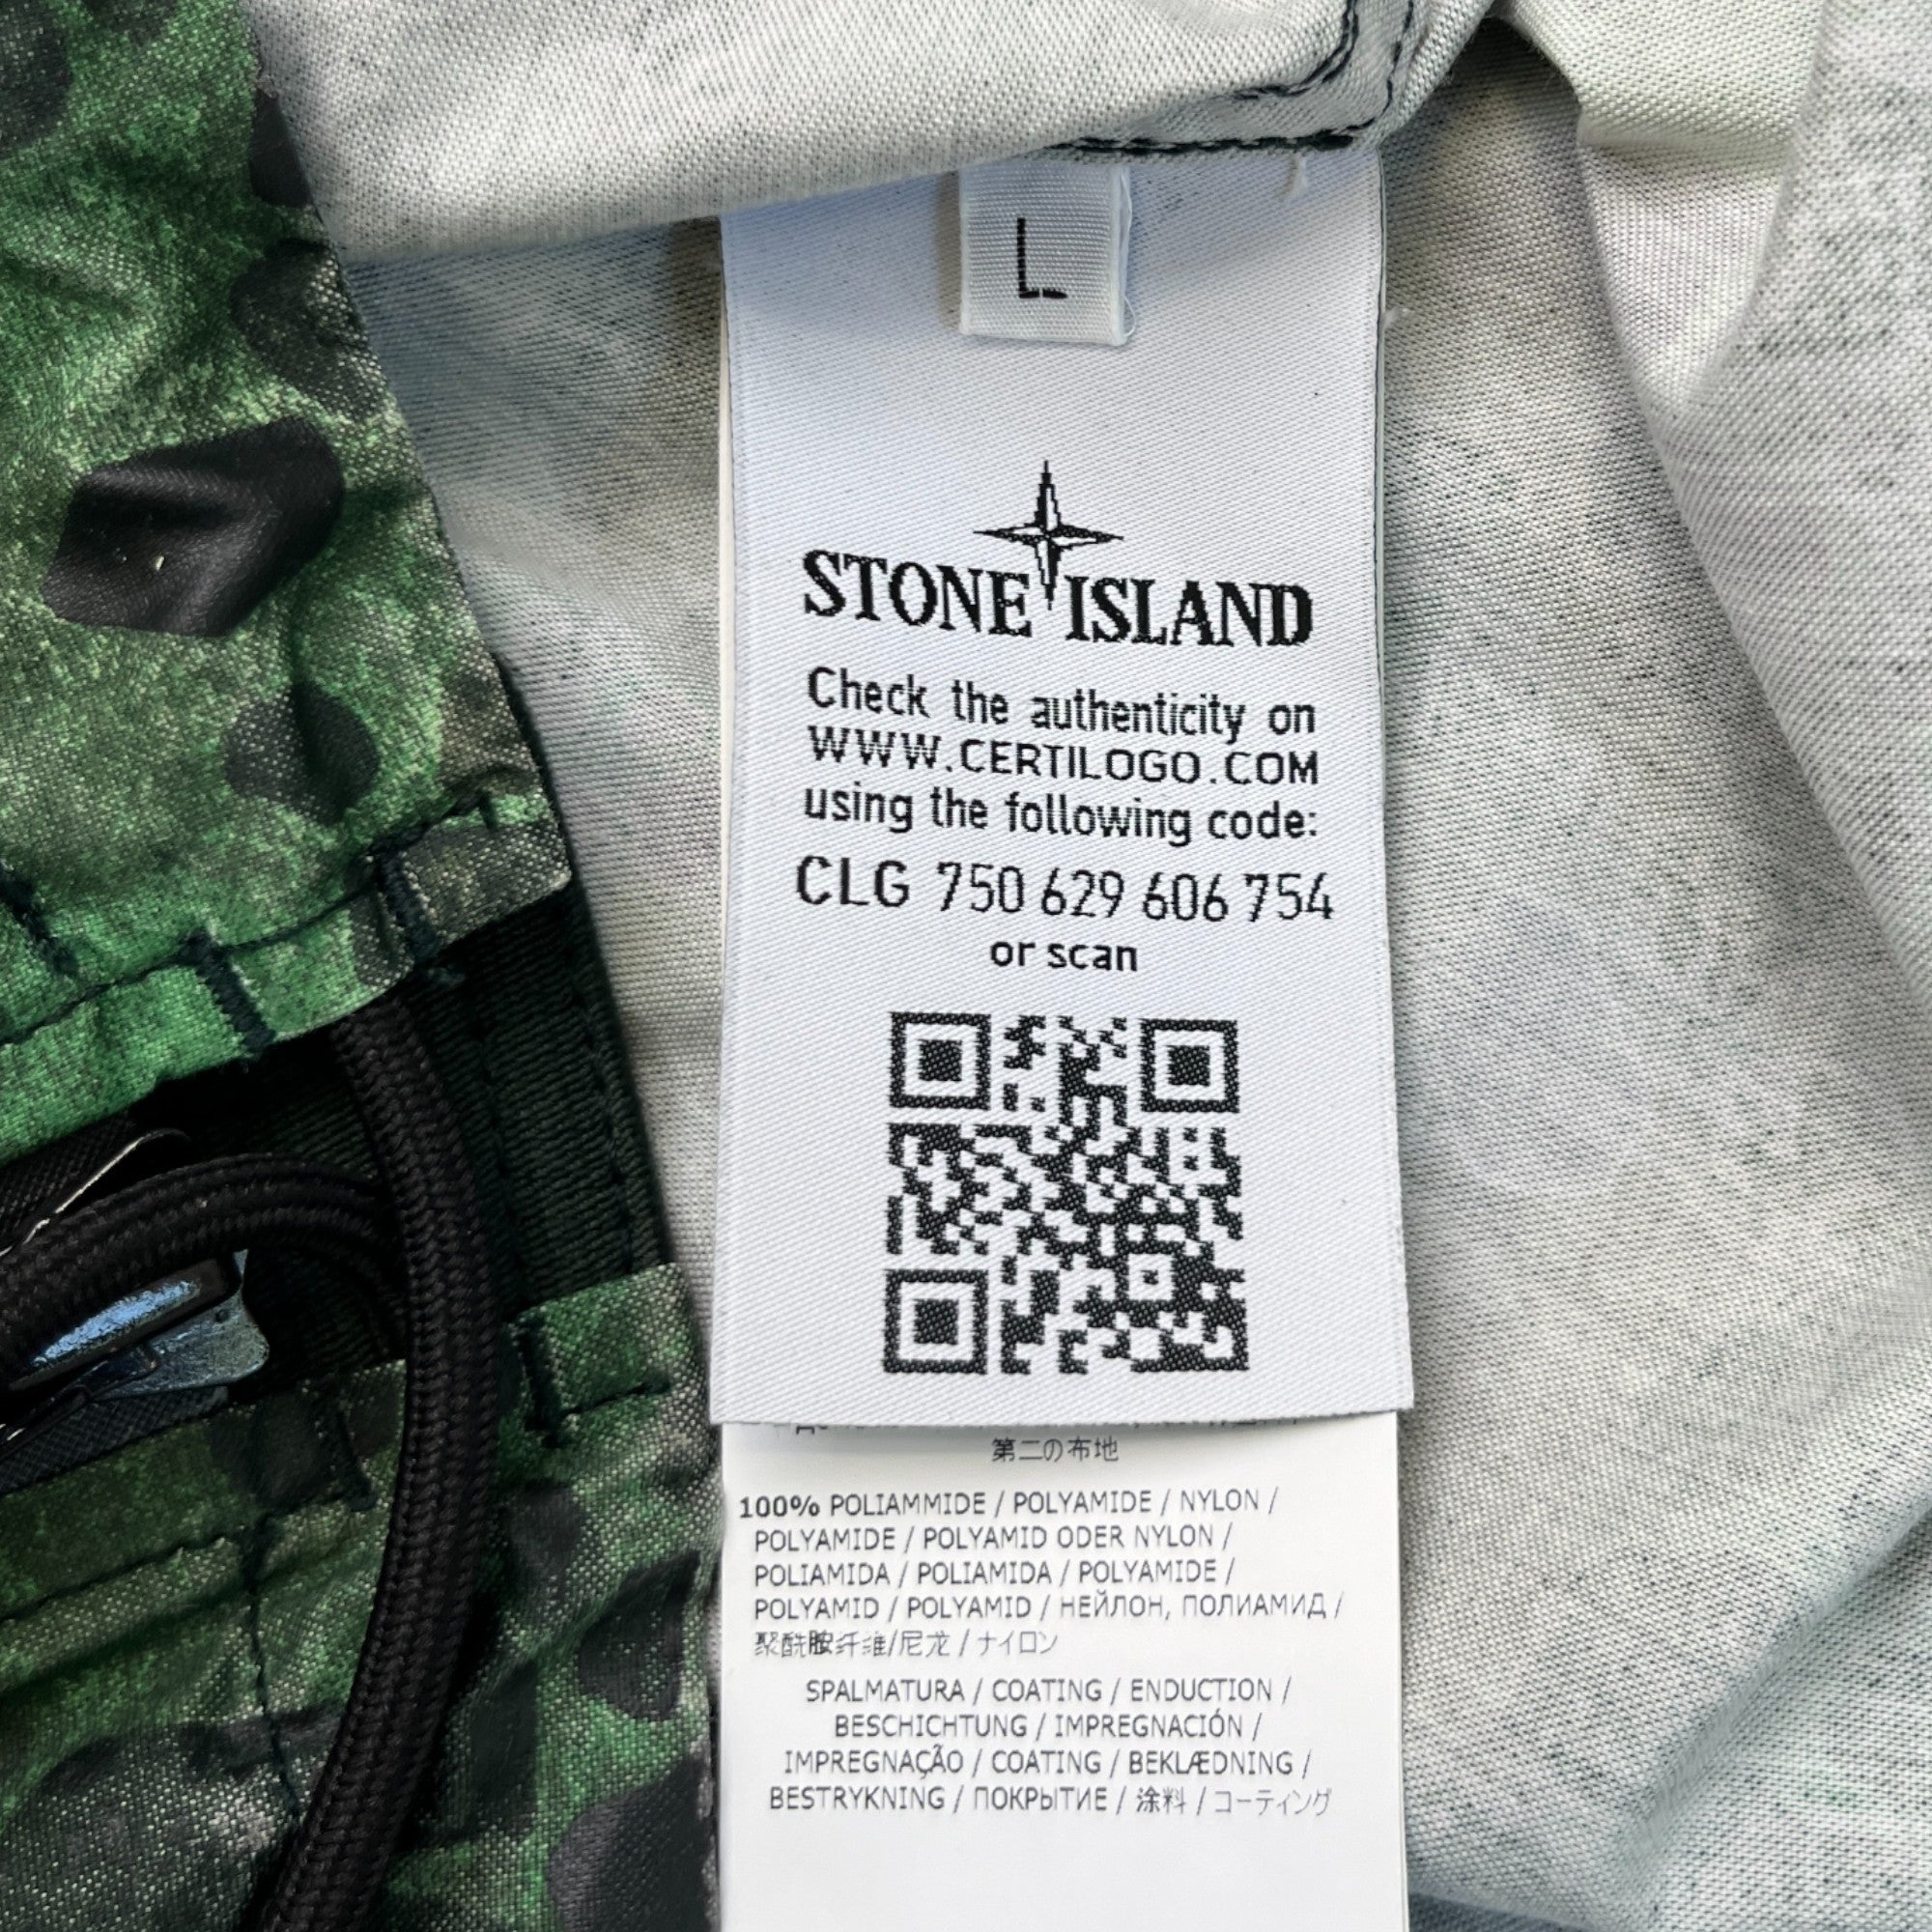 L
STONE ISLAND
Check the authenticity on
WWW.CERTILOGO.COM
using the following code:
CLG 750 629 606 754
or scan
第二の布地
100% POLIAMMIDE / POLYAMIDE / NYLON /
POLYAMIDE / POLYAMID ODER NYLON /
POLIAMIDA / POLIAMIDA / POLYAMIDE /
POLYAMID / POLYAMID / НЕЙЛОН, ПОЛИАМИД /
聚酰胺纤维/尼龙 / ナイロン
SPALMATURA / COATING / ENDUCTION /
BESCHICHTUNG / IMPREGNACIÓN /
IMPREGNAÇÃO / COATING / BEKLÆDNING /
BESTRYKNING / ПОКРЫТИЕ / 涂料 / コーティング